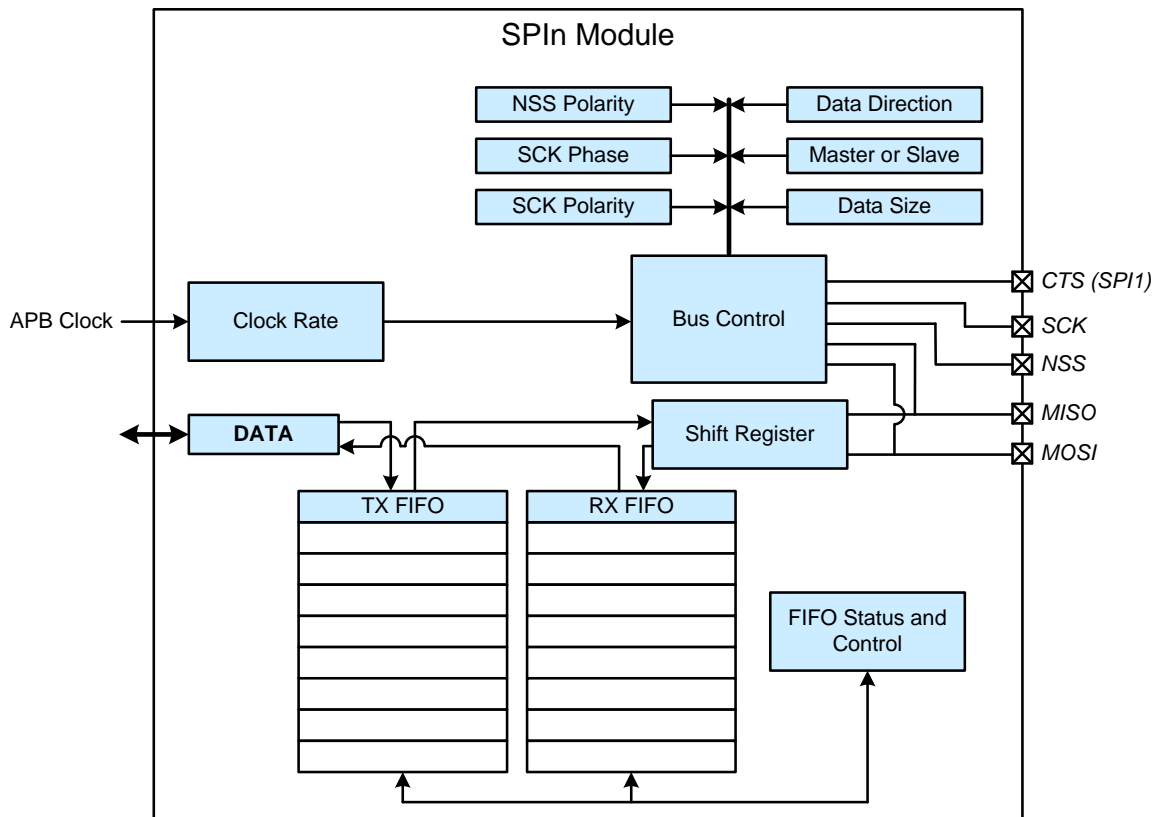 SPIn Module
NSS Polarity
Data Direction
SCK Phase
Master or Slave
SCK Polarity
Data Size
CTS (SPI1)
APB Clock
Clock Rate
Bus Control
SCK
NSS
DATA
Shift Register
MISO
MOSI
TX FIFO
RX FIFO
FIFO Status and
Control